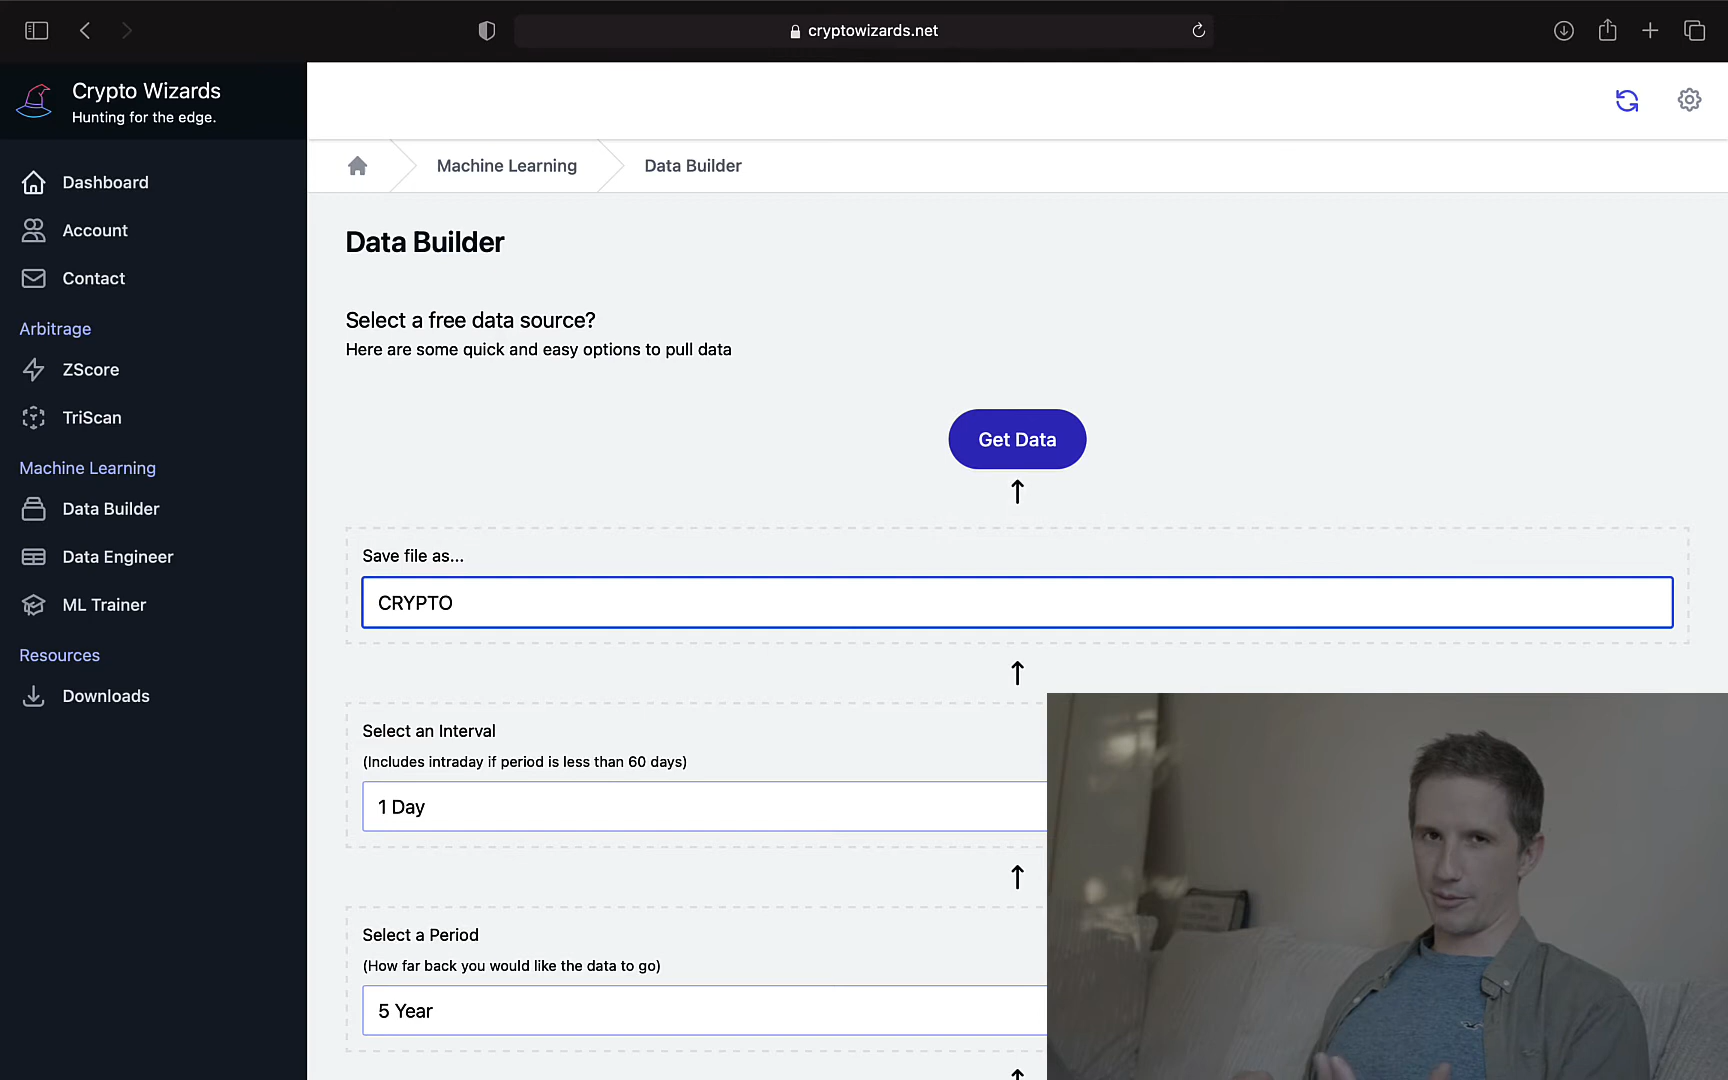 cryptowizards.net
Crypto Wizards
Hunting for the edge.
Dashboard
Account
Contact
Arbitrage
ZScore
TriScan
Machine Learning
Data Builder
Data Engineer
ML Trainer
Resources
Downloads
Machine Learning
Data Builder
Data Builder
Select a free data source?
Here are some quick and easy options to pull data
Get Data
Save file as...
CRYPTO
Select an Interval
(Includes intraday if period is less than 60 days)
1 Day
Select a Period
(How far back you would like the data to go)
5 Year